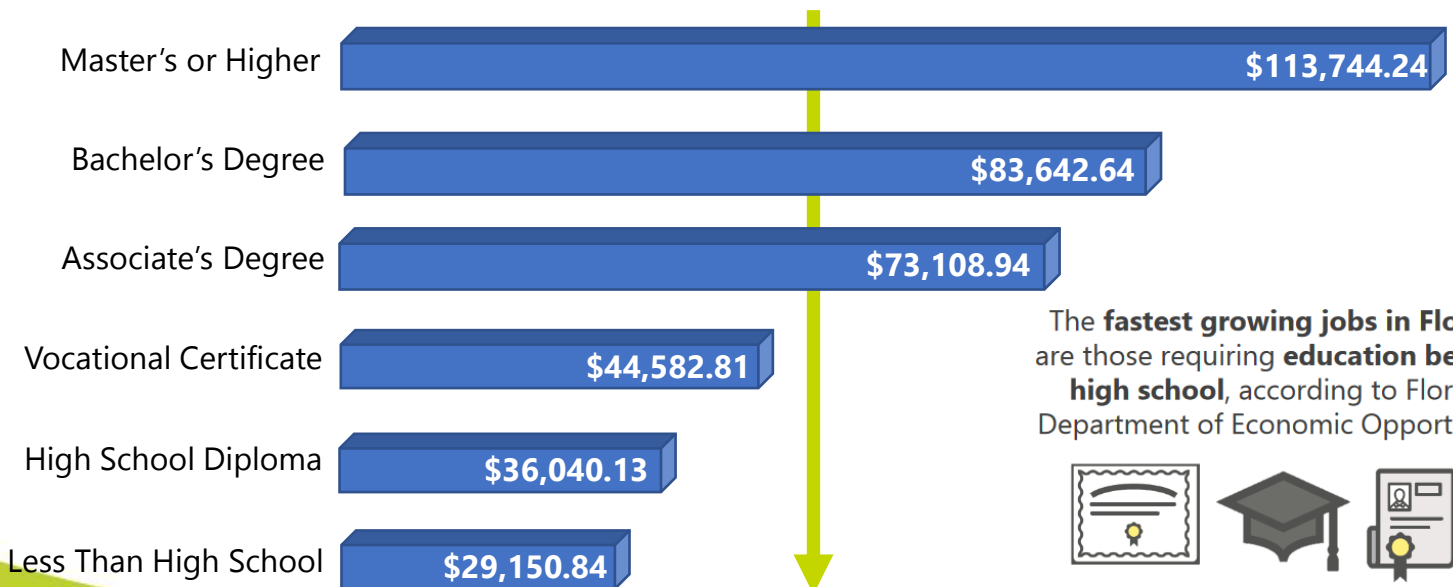 Master's or Higher
$113,744.24
Bachelor's Degree
$83,642.64
Associate's Degree
$73,108.94
Vocational Certificate
$44,582.81
High School Diploma
$36,040.13
Less Than High School
$29,150.84
The fastest growing jobs in
are those requiring education
high school, according to
Department of Economic